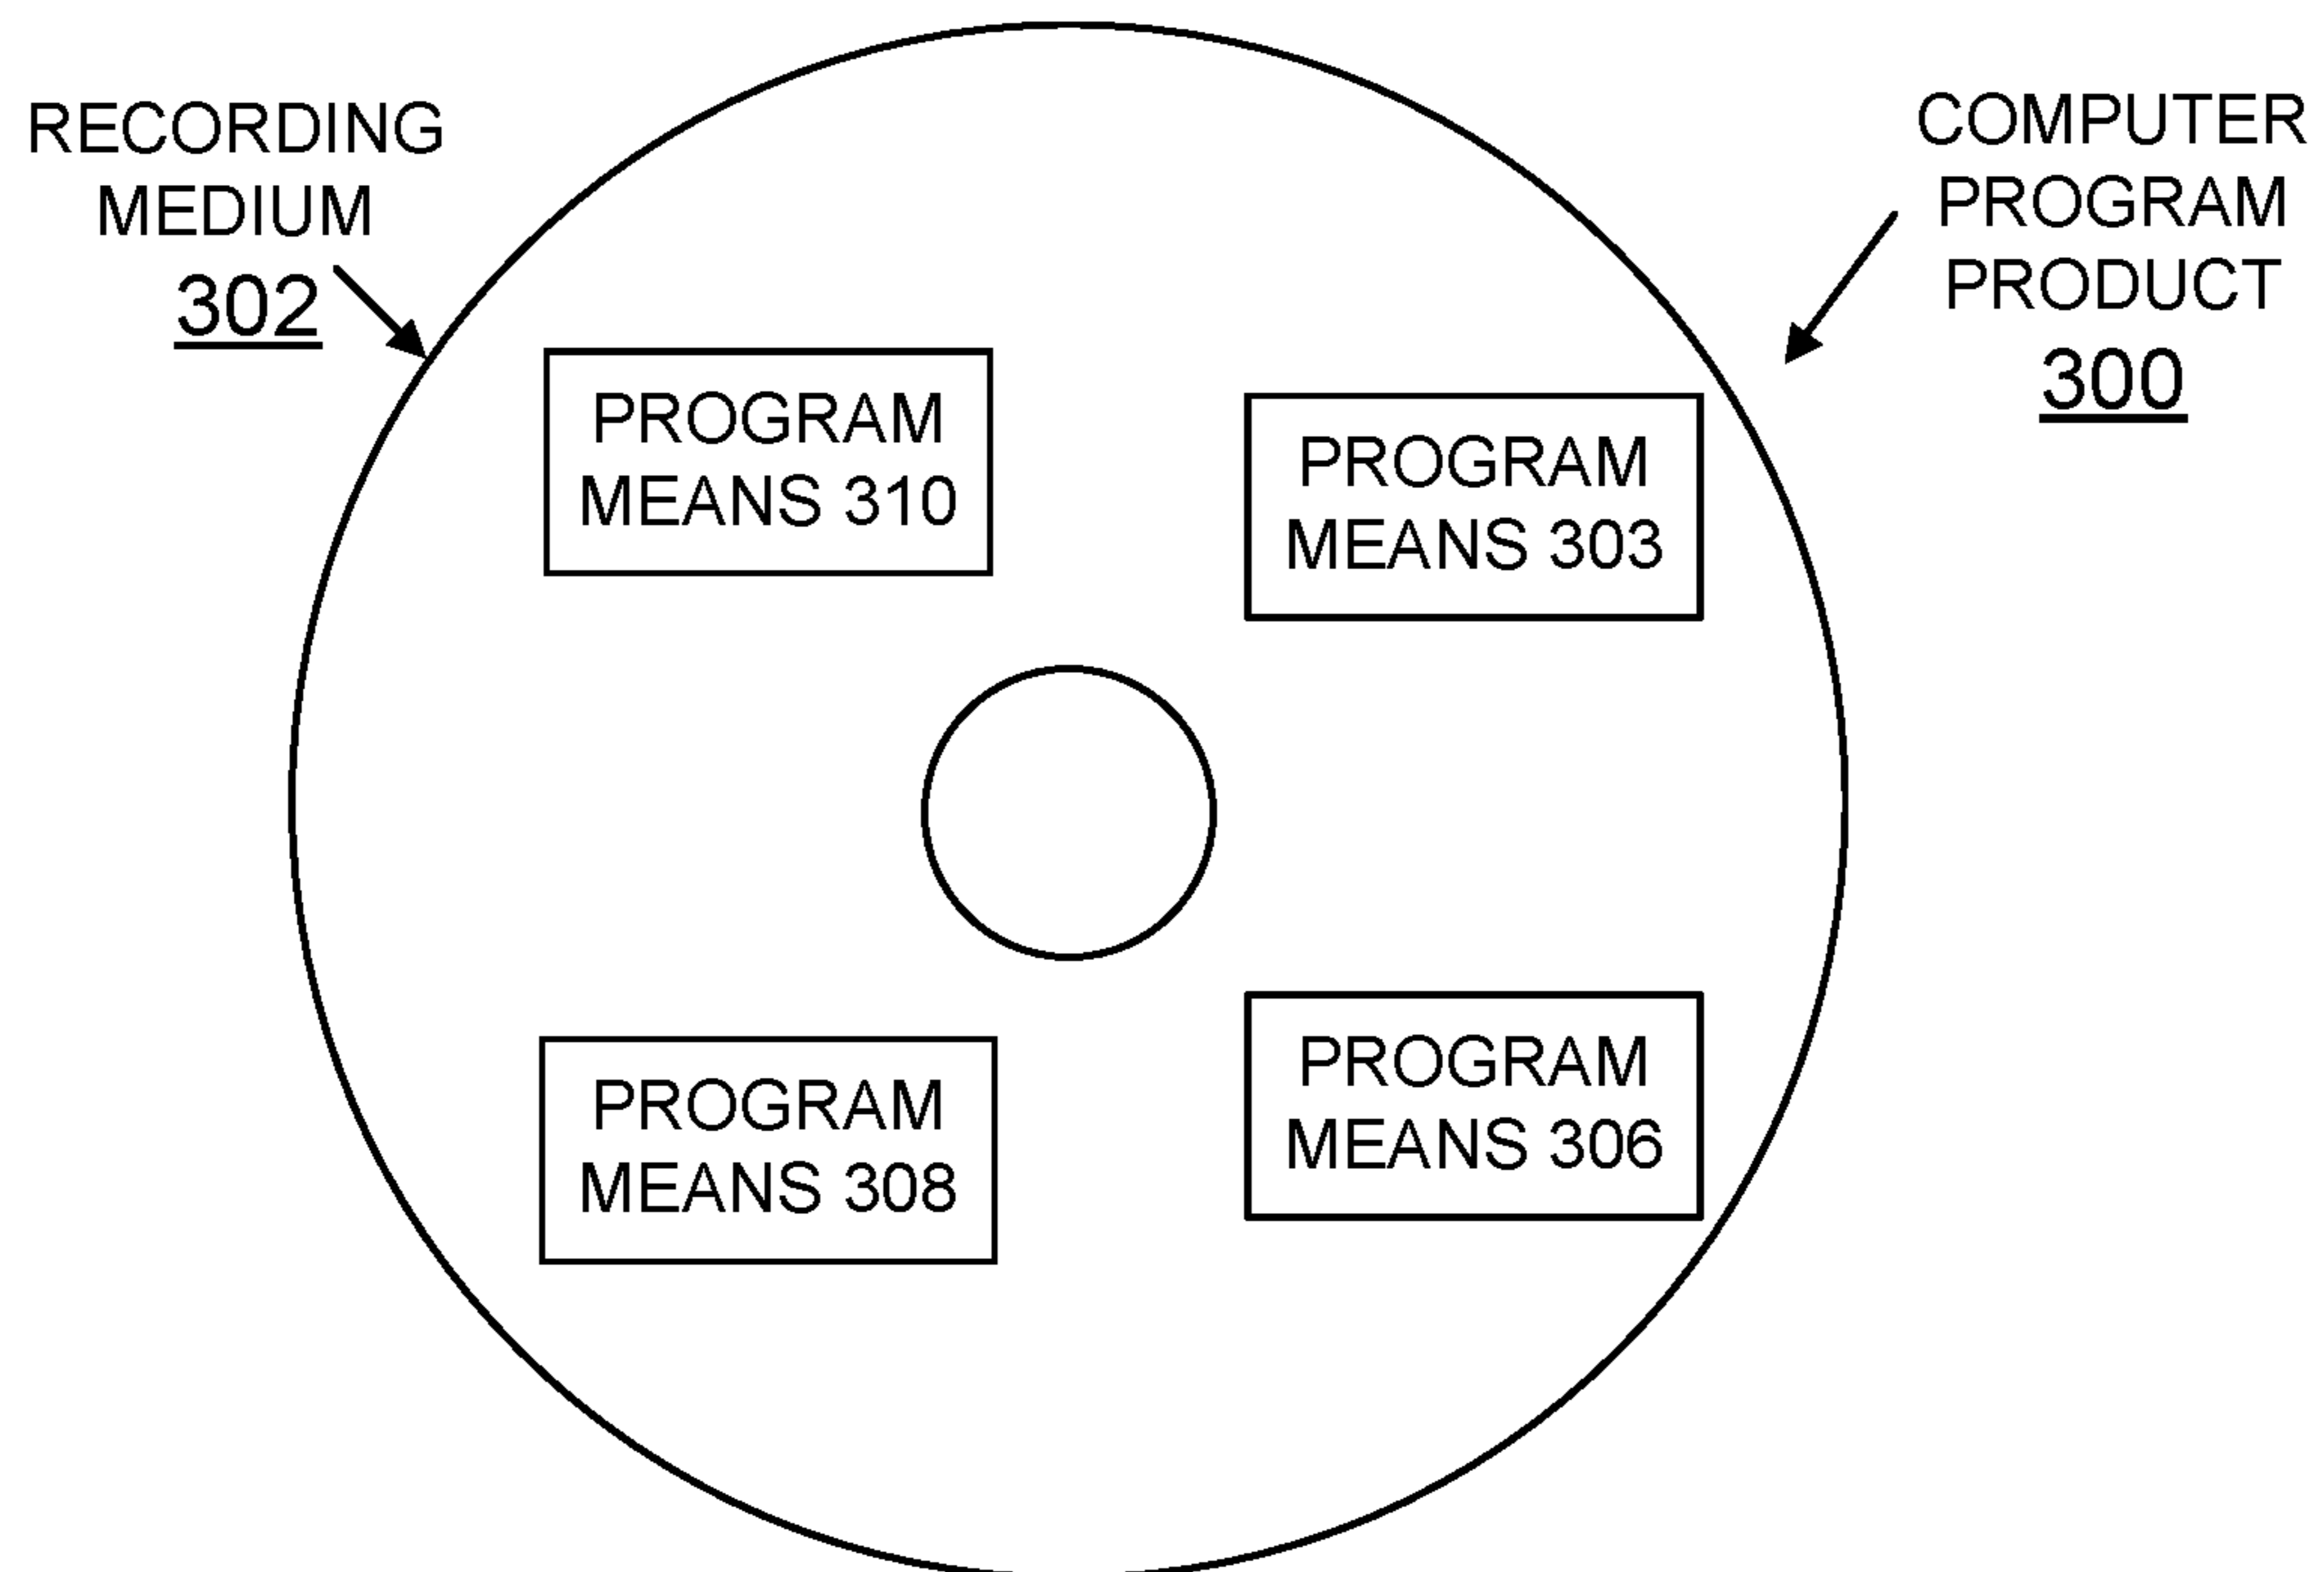 RECORDING
MEDIUM
302
COMPUTER
PROGRAM
PRODUCT
300
PROGRAM
MEANS 310
PROGRAM
MEANS 303
PROGRAM
MEANS 308
PROGRAM
MEANS 306